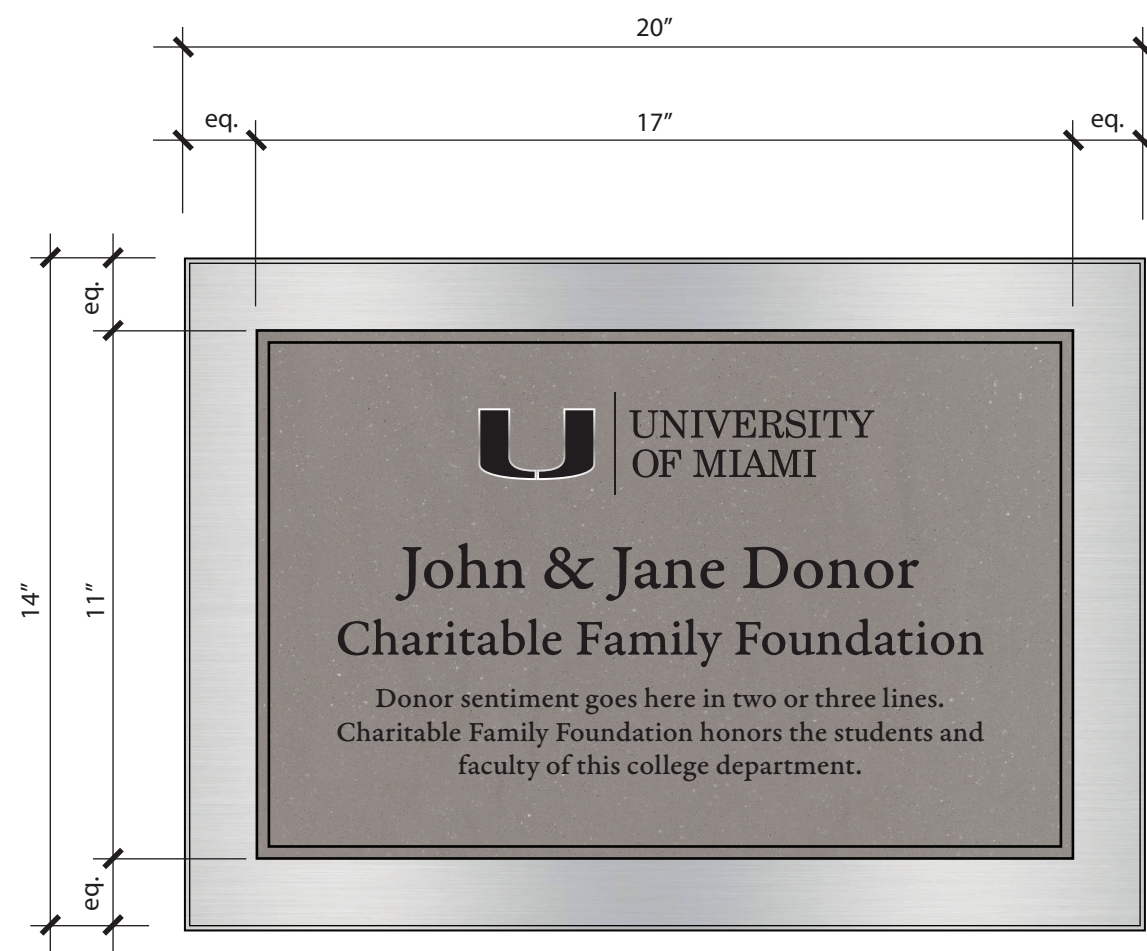 20”
eq.
17”
eq.
eq.
14”
11”
UNIVERSITY
OF MIAMI
John & Jane Donor
Charitable Family Foundation
Donor sentiment goes here in two or three lines.
Charitable Family Foundation honors the students and
faculty of this college department.
eq.